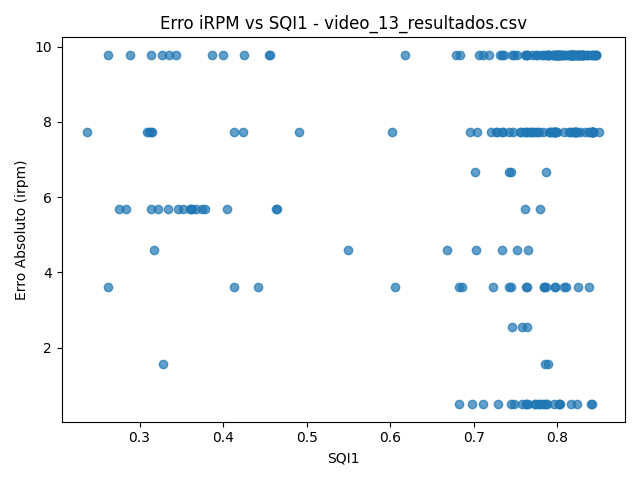 Erro iRPM vs SQI1 - video_13_resultados.csv
Erro Absoluto (irpm)
10
8
6
4
2
0.3 0.4 0.5 0.6 0.7 0.8
SQI1